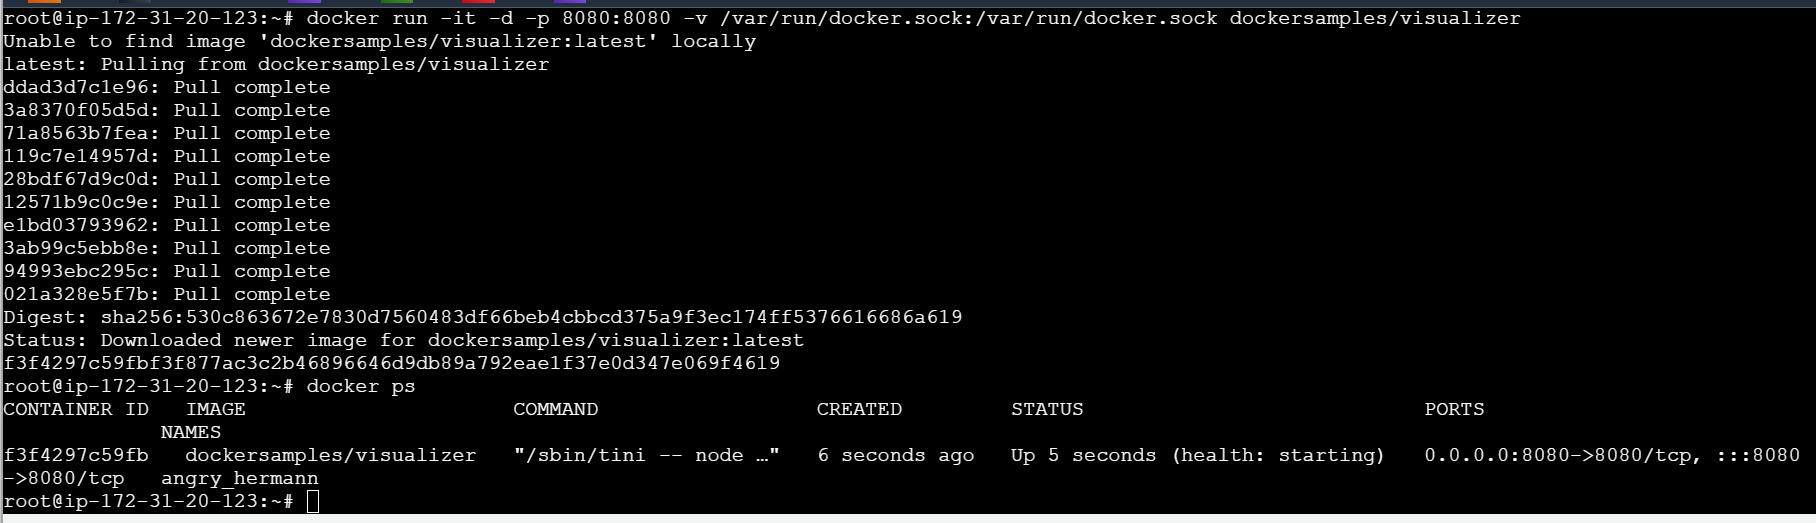 root@ip-172-31-20-123:~# docker run -it -d -p 8080:8080 -v /var/run/docker.sock:/var/run/docker.sock dockersamples/visualizer
Unable to find image 'dockersamples/visualizer:latest' locally
latest: Pulling from dockersamples/visualizer
ddad3d7c1e96: Pull complete
3a8370f05d5d: Pull complete
71a8563b7fea: Pull complete
119c7e14957d: Pull complete
28bdf67d9c0d: Pull complete
12571b9c0c9e: Pull complete
e1bd03793962: Pull complete
3ab99c5ebb8e: Pull complete
94993ebc295c: Pull complete
021a328e5f7b: Pull complete
Digest: sha256:530c863672e7830d7560483df66beb4cbbcd375a9f3ec174ff5376616686a619
Status: Downloaded newer image for dockersamples/visualizer:latest
f3f4297c59fbf3f877ac3c2b46896646d9db89a792eae1f37e0d347e069f4619
root@ip-172-31-20-123:~# docker ps
CONTAINER ID   IMAGE                      COMMAND                  CREATED         STATUS                            PORTS
             NAMES
f3f4297c59fb   dockersamples/visualizer   "/sbin/tini -- node …"   6 seconds ago   Up 5 seconds (health: starting)   0.0.0.0:8080->8080/tcp, :::8080
->8080/tcp   angry_hermann
root@ip-172-31-20-123:~#